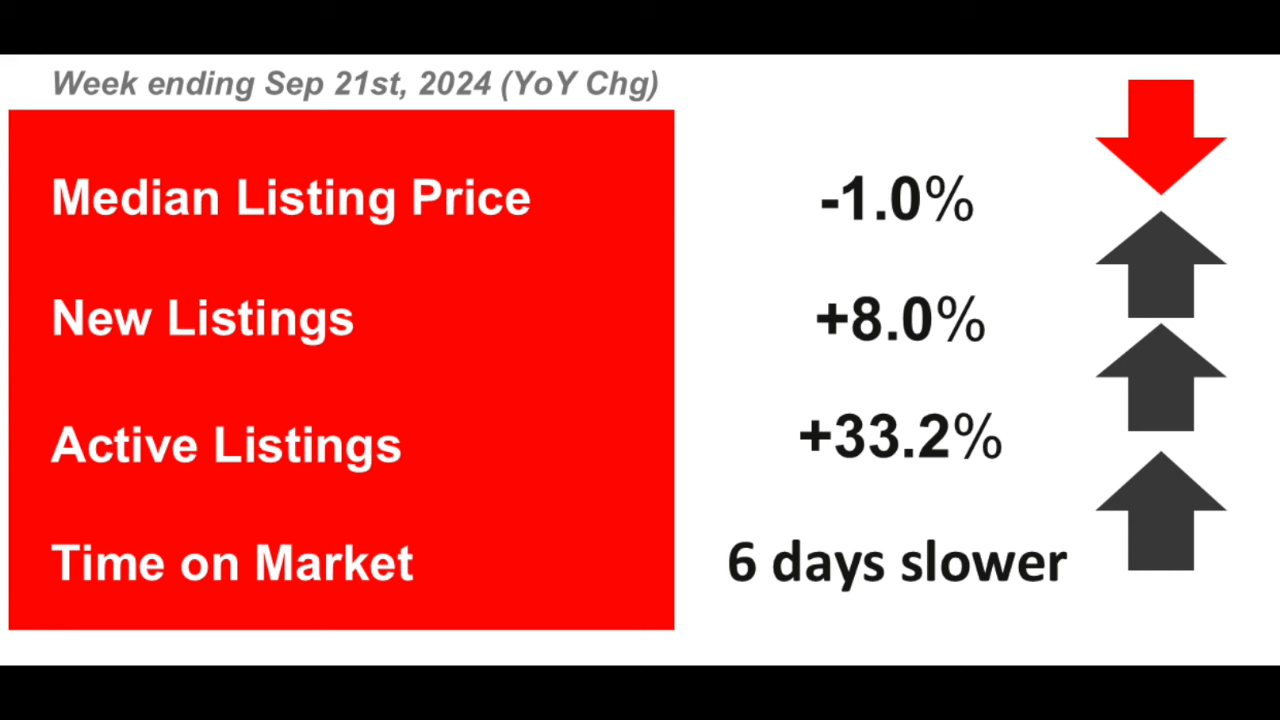 Week ending Sep 21st, 2024 (YoY Chg)
Median Listing Price -1.0%
New Listings +8.0%
Active Listings +33.2%
Time on Market 6 days slower